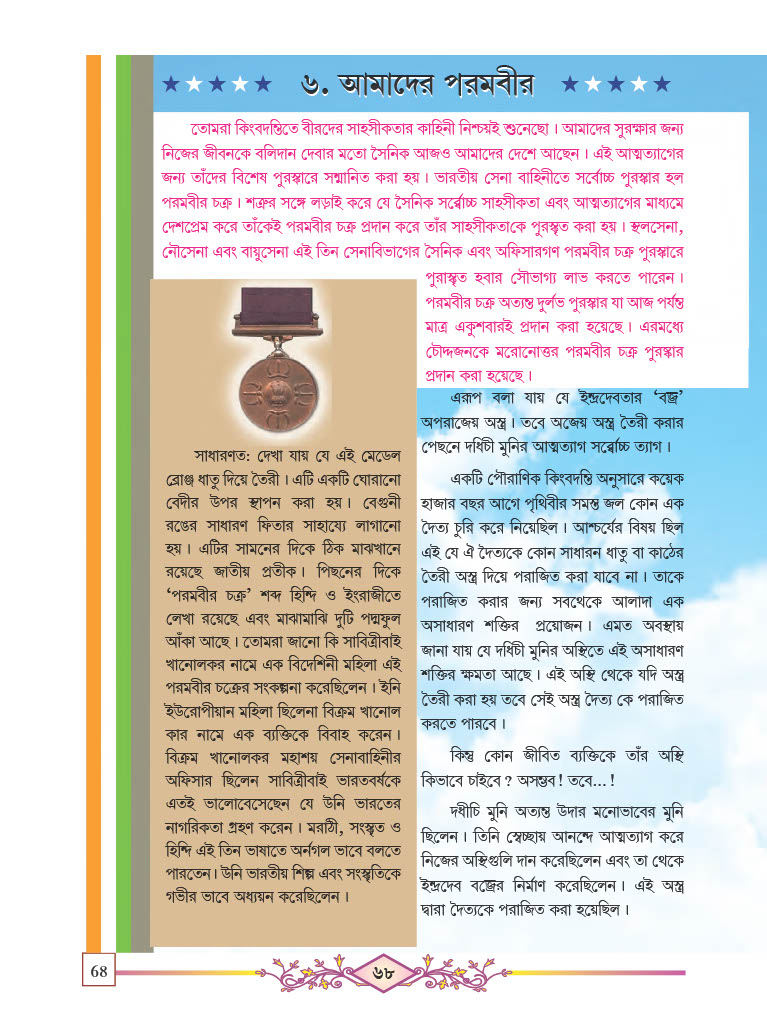 ৬. আমাদের পরমবীর
তোমরা কিংবদন্তিতে বীরদের সাহসীকতার কাহিনী নিশ্চয়ই শুনেছো। আমাদের সুরক্ষার জন্য
নিজের জীবনকে বলিদান দেবার মতো সৈনিক আজও আমাদের দেশে আছেন। এই আত্মত্যাগের
জন্য তাঁদের বিশেষ পুরস্কারে সন্মানিত করা হয়। ভারতীয় সেনা বাহিনীতে সর্বোচ্চ পুরস্কার হল
পরমবীর চক্র। শত্রুর সঙ্গে লড়াই করে যে সৈনিক সর্ব্বোচ্চ সাহসীকতা এবং আত্মত্যাগের মাধ্যমে
দেশপ্রেম করে তাঁকেই পরমবীর চক্র প্রদান করে তাঁর সাহসীকতাকে পুরস্কৃত করা হয়। স্থলসেনা,
নৌসেনা এবং বায়ুসেনা এই তিন সেনাবিভাগের সৈনিক এবং অফিসারগণ পরমবীর চক্র পুরস্কারে
পুরাস্কৃত হবার সৌভাগ্য লাভ করতে পারেন।
পরমবীর চক্র অত্যন্ত দুর্লভ পুরস্কার যা আজ পর্যন্ত
মাত্র একুশবারই প্রদান করা হয়েছে। এরমধ্যে
চৌদ্দজনকে মরোনোত্তর পরমবীর চক্র পুরস্কার
প্রদান করা হয়েছে।
সাধারণত: দেখা যায় যে এই মেডেল
ব্রোঞ্জ ধাতু দিয়ে তৈরী। এটি একটি ঘোরানো
বেদীর উপর স্থাপন করা হয়। বেগুনী
রঙের সাধারণ ফিতার সাহায্যে লাগানো
হয়। এটির সামনের দিকে ঠিক মাঝখানে
রয়েছে জাতীয় প্রতীক। পিছনের দিকে
‘পরমবীর চক্র’ শব্দ হিন্দি ও ইংরাজীতে
লেখা রয়েছে এবং মাঝামাঝি দুটি পদ্মফুল
আঁকা আছে। তোমরা জানো কি সাবিত্রীবাই
খানোলকর নামে এক বিদেশিনী মহিলা এই
পরমবীর চক্রের সংকল্পনা করেছিলেন। ইনি
ইউরোপীয়ান মহিলা ছিলেনা বিক্রম খানোল
কার নামে এক ব্যক্তিকে বিবাহ করেন।
বিক্রম খানোলকর মহাশয় সেনাবাহিনীর
অফিসার ছিলেন সাবিত্রীবাই ভারতবর্ষকে
এতই ভালোবেসেছেন যে উনি ভারতের
নাগরিকতা গ্রহণ করেন। মরাঠী, সংস্কৃত ও
হিন্দি এই তিন ভাষাতে অর্নগল ভাবে বলতে
পারতেন। উনি ভারতীয় শিল্প এবং সংস্কৃতিকে
গভীর ভাবে অধ্যয়ন করেছিলেন।
এরূপ বলা যায় যে ইন্দ্রদেবতার ‘বজ্র’
অপরাজেয় অস্ত্র। তবে অজেয় অস্ত্র তৈরী করার
পেছনে দধিচী মুনির আত্মত্যাগ সর্ব্বোচ্চ ত্যাগ।
একটি পৌরাণিক কিংবদন্তি অনুসারে কয়েক
হাজার বছর আগে পৃথিবীর সমস্ত জল কোন এক
দৈত্য চুরি করে নিয়েছিল। আশ্চর্যের বিষয় ছিল
এই যে ঐ দৈত্যকে কোন সাধারন ধাতু বা কাঠের
তৈরী অস্ত্র দিয়ে পরাজিত করা যাবে না। তাকে
পরাজিত করার জন্য সবথেকে আলাদা এক
অসাধারণ শক্তির প্রয়োজন। এমত অবস্থায়
জানা যায় যে দধিচী মুনির অস্থিতে এই অসাধারণ
শক্তির ক্ষমতা আছে। এই অস্থি থেকে যদি অস্ত্র
তৈরী করা হয় তবে সেই অস্ত্র দৈত্য কে পরাজিত
করতে পারবে।
কিন্তু কোন জীবিত ব্যক্তিকে তাঁর অস্থি
কিভাবে চাইবে? অসম্ভব! তবে...!
দধীচি মুনি অত্যন্ত উদার মনোভাবের মুনি
ছিলেন। তিনি স্বেচ্ছায় আনন্দে আত্মত্যাগ করে
নিজের অস্থিগুলি দান করেছিলেন এবং তা থেকে
ইন্দ্রদেব বজ্রের নির্মাণ করেছিলেন। এই অস্ত্র
দ্বারা দৈত্যকে পরাজিত করা হয়েছিল।
68
৬৮